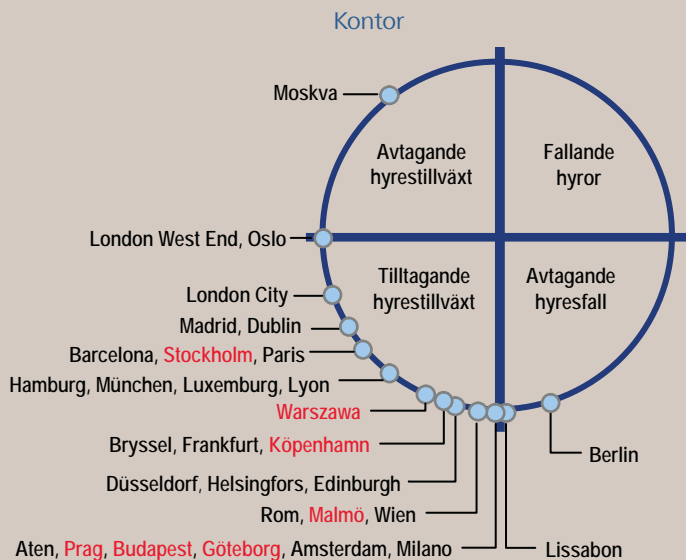 Kontor
Moskva
Avtagande
hyrestillväxt
Fallande
hyror
London West End, Oslo
Tilltagande
hyrestillväxt
Avtagande
hyresfall
London City
Madrid, Dublin
Barcelona, Stockholm, Paris
Hamburg, München, Luxemburg, Lyon
Warszawa
Bryssel, Frankfurt, Köpenhamn
Berlin
Düsseldorf, Helsingfors, Edinburgh
Rom, Malmö, Wien
Aten, Prag, Budapest, Göteborg, Amsterdam, Milano
Lissabon